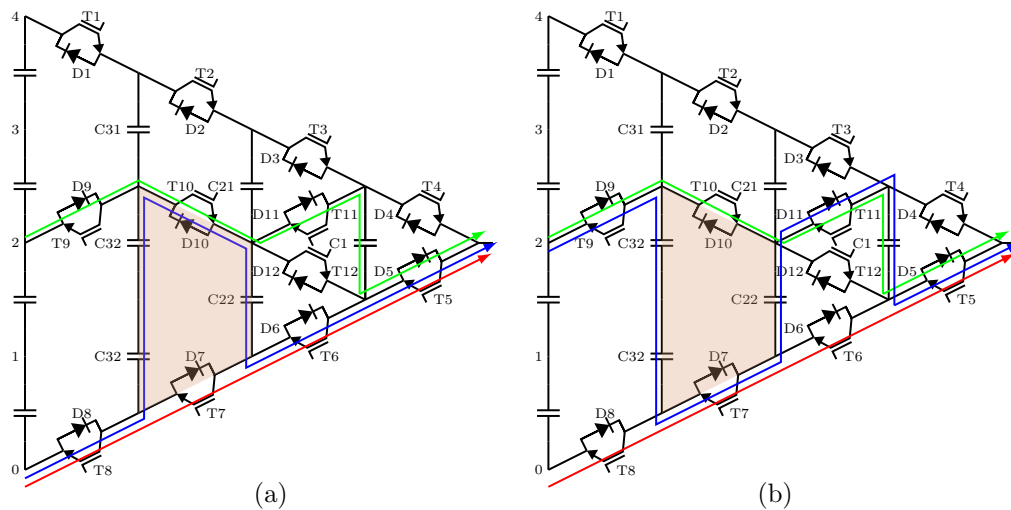 4 T1
D1 T2
D2 T3
C31
3 D3
T4
D9 T10 C21
D11 T11 D4
T9 D10
2 C32 C1
D12 T12 D5
C22 T5
D6
1 C32 D7 T6
D8 T7
0 T8
(a)
4 T1
D1 T2
D2 T3
C31
3 D3
T4
D9 T10 C21
D11 T11 D4
T9 D10
2 C32 C1
D12 T12 D5
C22 T5
D6
1 C32 D7 T6
D8 T7
0 T8
(b)